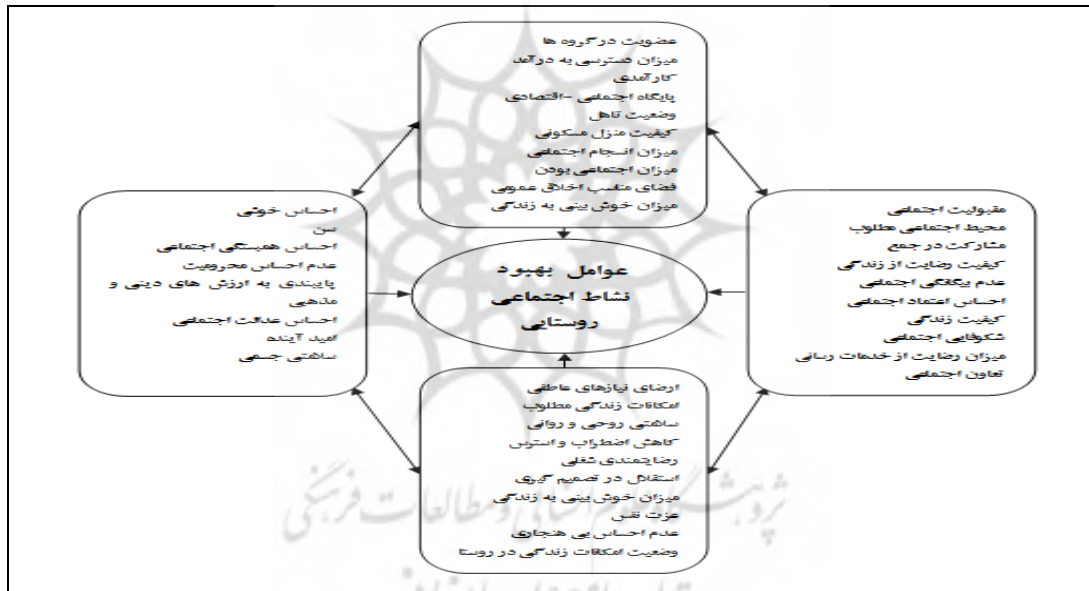 عضویت در گروه ها
میزان دسترسی به درآمد
کارآمدی
پایگاه اجتماعی -اقتصادی
وضعیت تاهل
کیفیت منزل مسکونی
میزان انسجام اجتماعی
میزان اجتماعی بودن
فضای مناسب اخلاق عمومی
میزان خوش بینی به زندگی
مقبولیت اجتماعی
محیط اجتماعی مطلوب
مشارکت در جمع
کیفیت رضایت از زندگی
عدم بیگانگی اجتماعی
احساس اعتماد اجتماعی
کیفیت زندگی
شکوفایی اجتماعی
میزان رضایت از خدمات رسانی
تعاون اجتماعی
عوامل بهبود
نشاط اجتماعی
روستایی
احساس خوشی
سن
احساس همبستگی اجتماعی
عدم احساس محرومیت
پایبندی به ارزش های دینی و
مذهبی
احساس عدالت اجتماعی
امید آینده
سلامتی جسمی
ارضای نیازهای عاطفی
امکانات زندگی مطلوب
سلامتی روحی و روانی
کاهش اضطراب و استرس
رضایتمندی شغلی
استقلال در تصمیم گیری
میزان خوش بینی به زندگی
عزت نفس
عدم احساس بی هنجاری
وضعیت امکانات زندگی در روستا
پژوهشگاه علوم انسانی و مطالعات فرهنگی